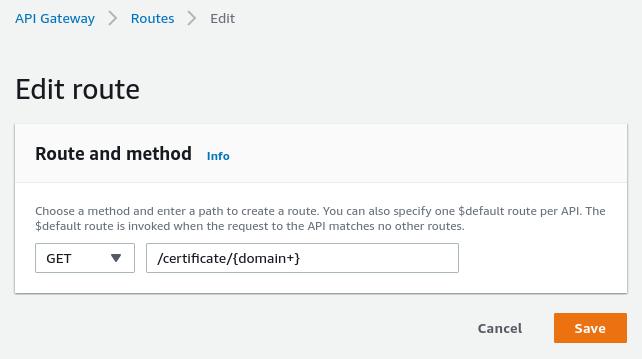 API Gateway > Routes > Edit
Edit route
Route and method Info
Choose a method and enter a path to create a route. You can also specify one $default route per API. The
$default route is invoked when the request to the API matches no other routes.
GET /certificate/{domain+}
Cancel Save